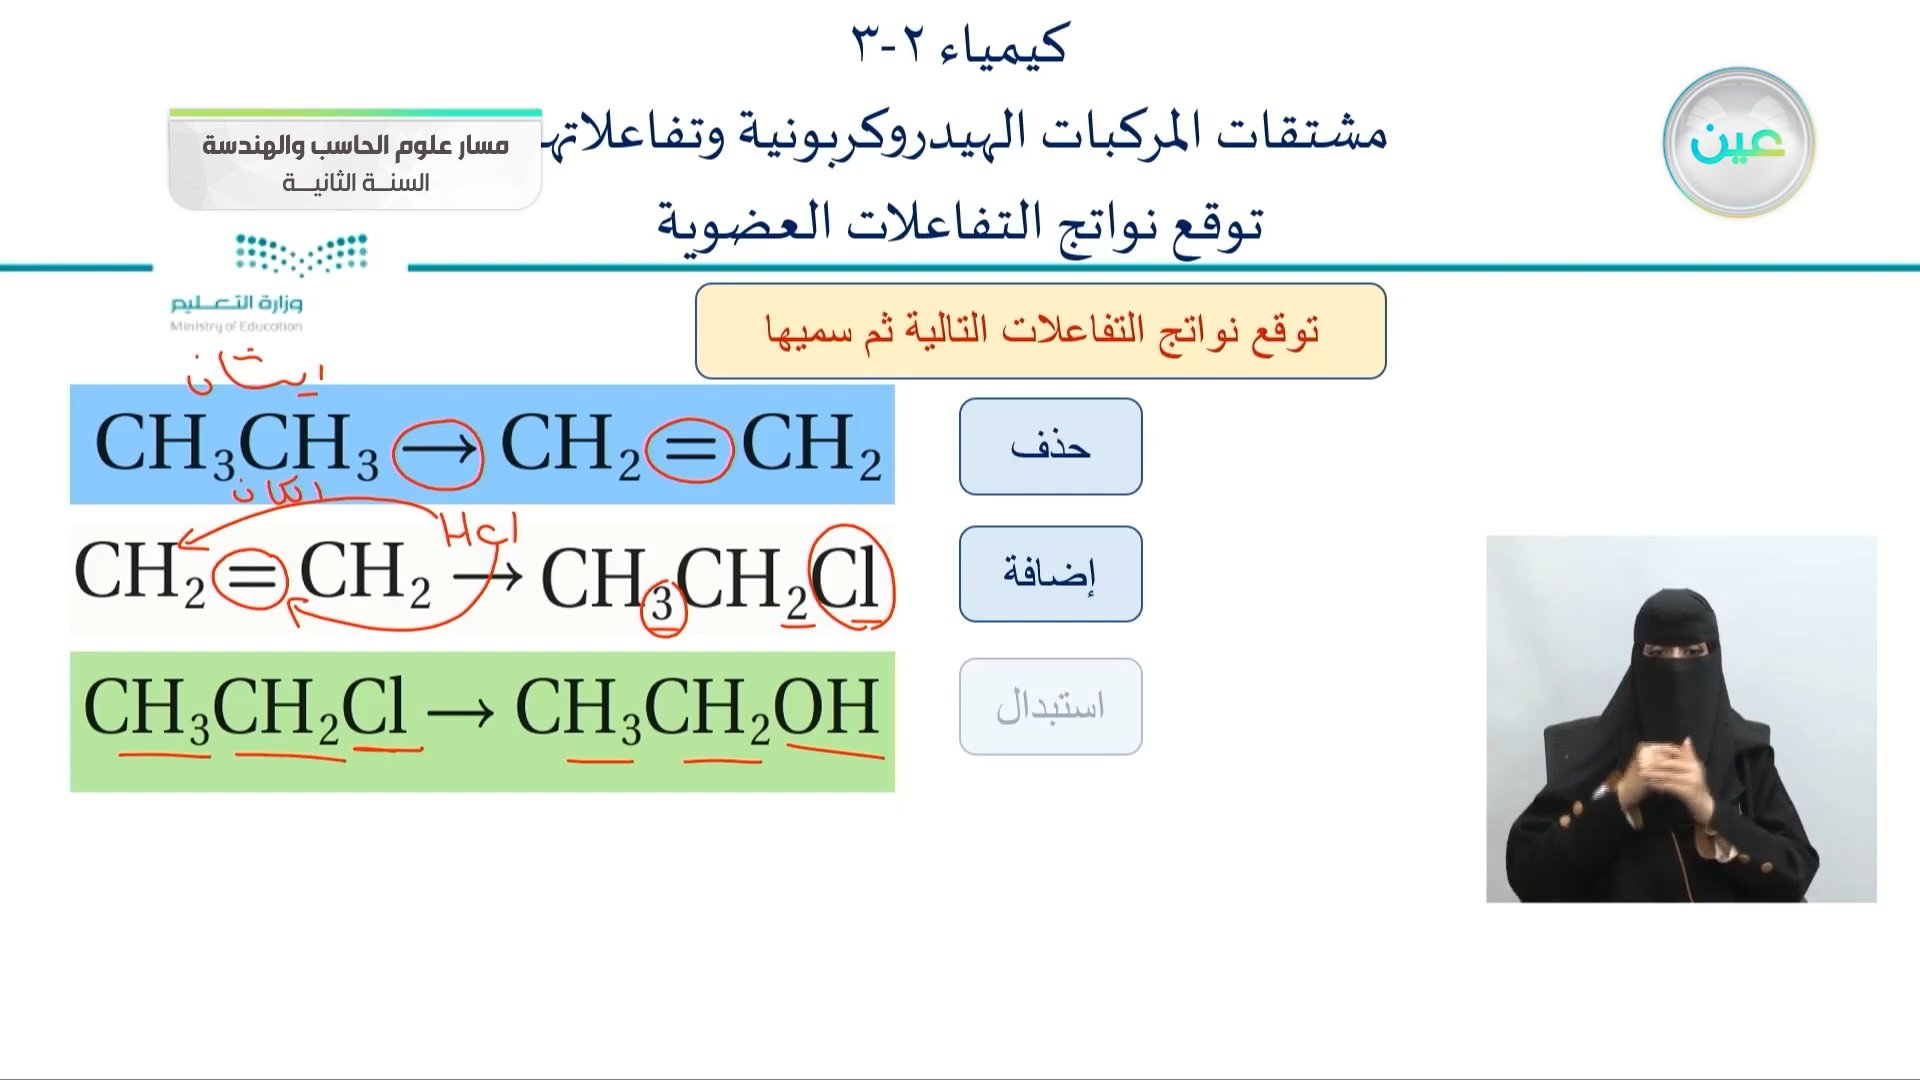 كيمياء ٢-٣
مشتقات المركبات الهيدروكربونية وتفاعلاتها
توقع نواتج التفاعلات العضوية
مسار علوم الحاسب والهندسة
السنة الثانية
عين
وزارة التعليم
Ministry of Education
توقع نواتج التفاعلات التالية ثم سميها
ايثان
CH₃CH₃ → CH₂ = CH₂
حذف
الكان
HCl
CH₂ = CH₂ → CH₃CH₂Cl
إضافة
CH₃CH₂Cl → CH₃CH₂OH
استبدال